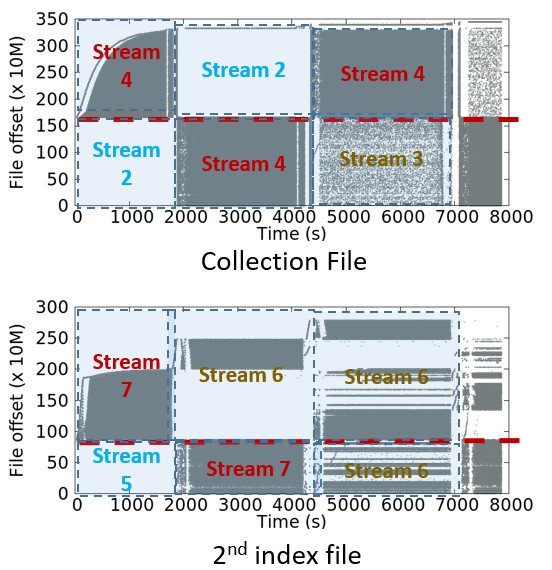 350
300
250
200
150
100
50
0
File offset (x 10M)
Stream
4
Stream 2
Stream 4
Stream
2
Stream 4
Stream 3
0 1000 2000 3000 4000 5000 6000 7000 8000
Time (s)
Collection File
300
250
200
150
100
50
0
File offset (x 10M)
Stream
7
Stream 6
Stream 6
Stream
5
Stream 7
Stream 6
0 1000 2000 3000 4000 5000 6000 7000 8000
Time (s)
2nd index file